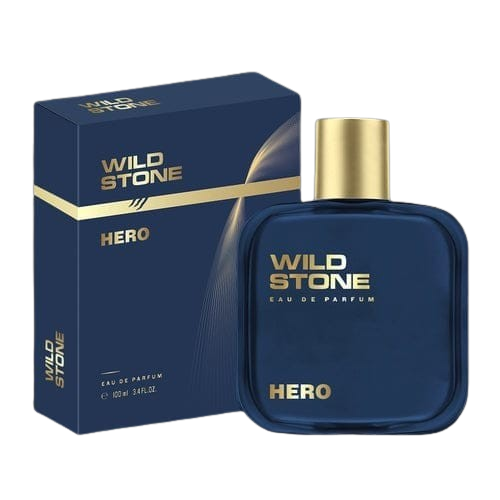 WILD
STONE
WILD
STONE
HERO
WILD
STONE
EAU DE PARFUM
℮ 100 ml 3.4 FL.OZ.
WILD
STONE
EAU DE PARFUM
HERO